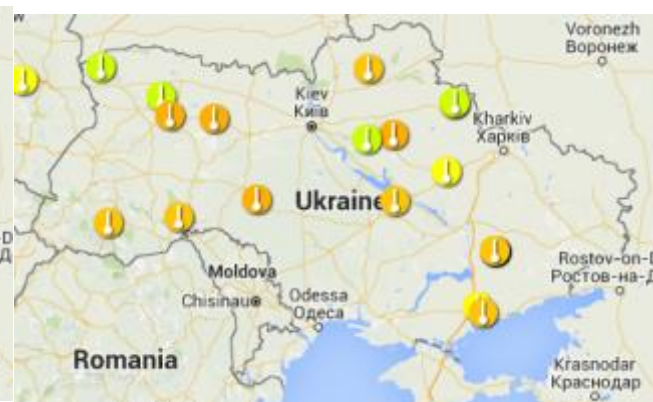 Voronezh
Воронеж
Kiev
Київ
Kharkiv
Харків
Ukraine
Moldova
Chisinau
Odessa
Одеса
Rostov-on-D
Ростов-на-Д
Romania
Krasnodar
Краснодар